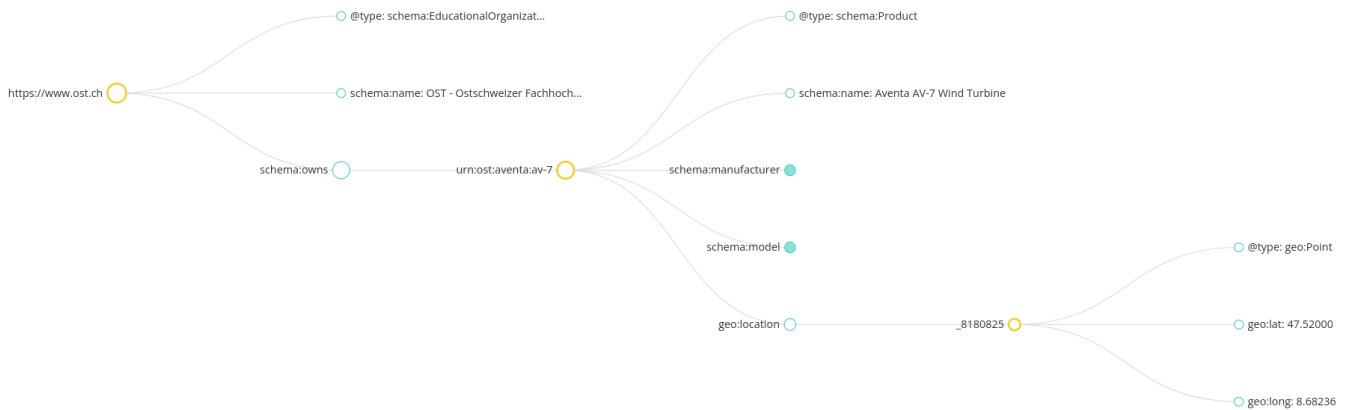 @type: schema:EducationalOrganizat...
@type: schema:Product
https://www.ost.ch
schema:name: OST - Ostschweizer Fachhoch...
schema:name: Aventa AV-7 Wind Turbine
schema:owns
urn:ost:aventa:av-7
schema:manufacturer
schema:model
@type: geo:Point
geo:location
_8180825
geo:lat: 47.52000
geo:long: 8.68236